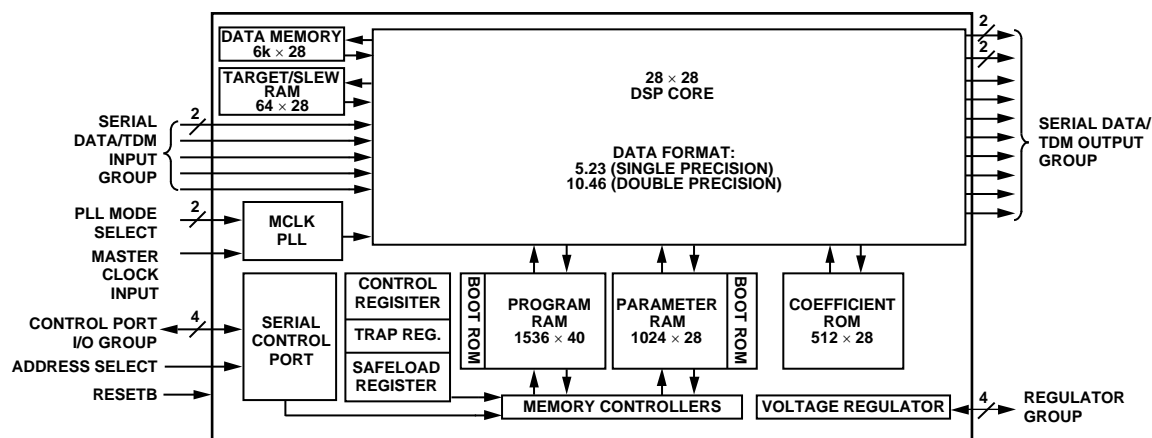 DATA MEMORY
6k × 28
TARGET/SLEW
RAM
64 × 28
28 × 28
DSP CORE
DATA FORMAT:
5.23 (SINGLE PRECISION)
10.46 (DOUBLE PRECISION)
2
2
SERIAL DATA/
TDM OUTPUT
GROUP
SERIAL
DATA/TDM
INPUT
GROUP
2
PLL MODE
SELECT
2
MCLK
PLL
MASTER
CLOCK
INPUT
CONTROL PORT
I/O GROUP
4
ADDRESS SELECT
RESETB
SERIAL
CONTROL
PORT
CONTROL
REGISITER
TRAP REG.
SAFELOAD
REGISTER
BOOT ROM
PROGRAM
RAM
1536 × 40
PARAMETER
RAM
1024 × 28
BOOT ROM
COEFFICIENT
ROM
512 × 28
MEMORY CONTROLLERS
VOLTAGE REGULATOR
4
REGULATOR
GROUP